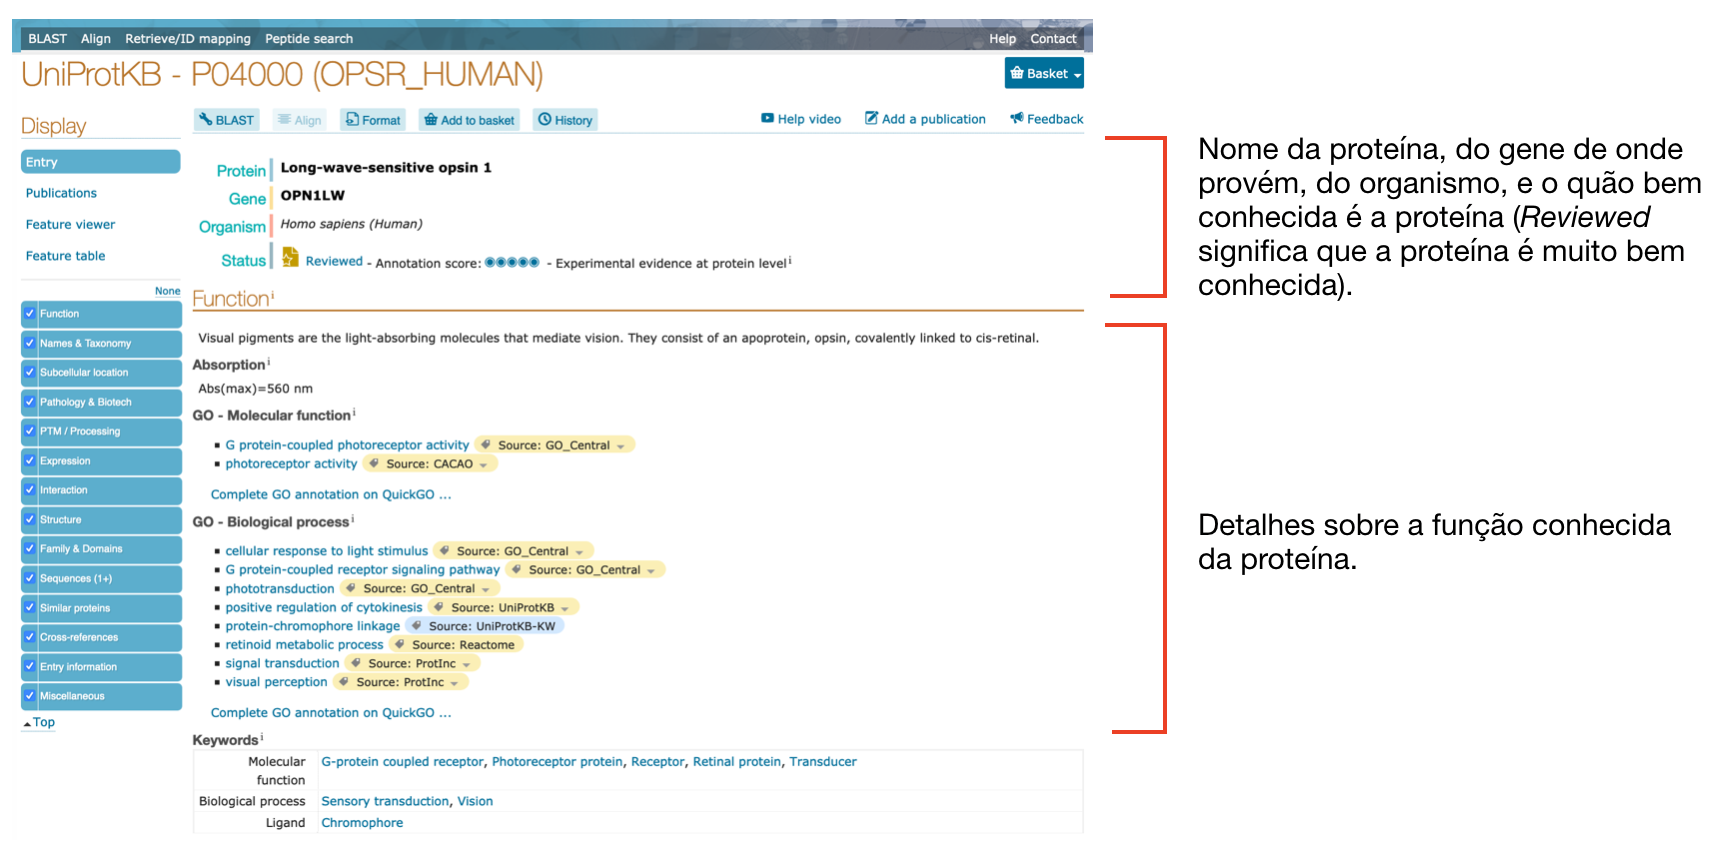 BLAST Align Retrieve/ID mapping Peptide search Help Contact
UniProtKB - P04000 (OPSR_HUMAN)
Basket
Display
BLAST Align Format Add to basket History Help video Add a publication Feedback
Entry
Publications
Feature viewer
Feature table
None
Function
Names & Taxonomy
Subcellular location
Pathology & Biotech
PTM / Processing
Expression
Interaction
Structure
Family & Domains
Sequences (1+)
Similar proteins
Cross-references
Entry information
Miscellaneous
Top
Protein Long-wave-sensitive opsin 1
Gene OPN1LW
Organism Homo sapiens (Human)
Status Reviewed - Annotation score: - Experimental evidence at protein level i
Function i
Visual pigments are the light-absorbing molecules that mediate vision. They consist of an apoprotein, opsin, covalently linked to cis-retinal.
Absorption i
Abs(max)=560 nm
GO - Molecular function i
G protein-coupled photoreceptor activity Source: GO_Central
photoreceptor activity Source: CACAO
Complete GO annotation on QuickGO ...
GO - Biological process i
cellular response to light stimulus Source: GO_Central
G protein-coupled receptor signaling pathway Source: GO_Central
phototransduction Source: GO_Central
positive regulation of cytokinesis Source: UniProtKB
protein-chromophore linkage Source: UniProtKB-KW
retinoid metabolic process Source: Reactome
signal transduction Source: ProtInc
visual perception Source: ProtInc
Complete GO annotation on QuickGO ...
Keywords i
Molecular function G-protein coupled receptor, Photoreceptor protein, Receptor, Retinal protein, Transducer
Biological process Sensory transduction, Vision
Ligand Chromophore
Nome da proteína, do gene de onde
provém, do organismo, e o quão bem
conhecida é a proteína (Reviewed
significa que a proteína é muito bem
conhecida).
Detalhes sobre a função conhecida
da proteína.